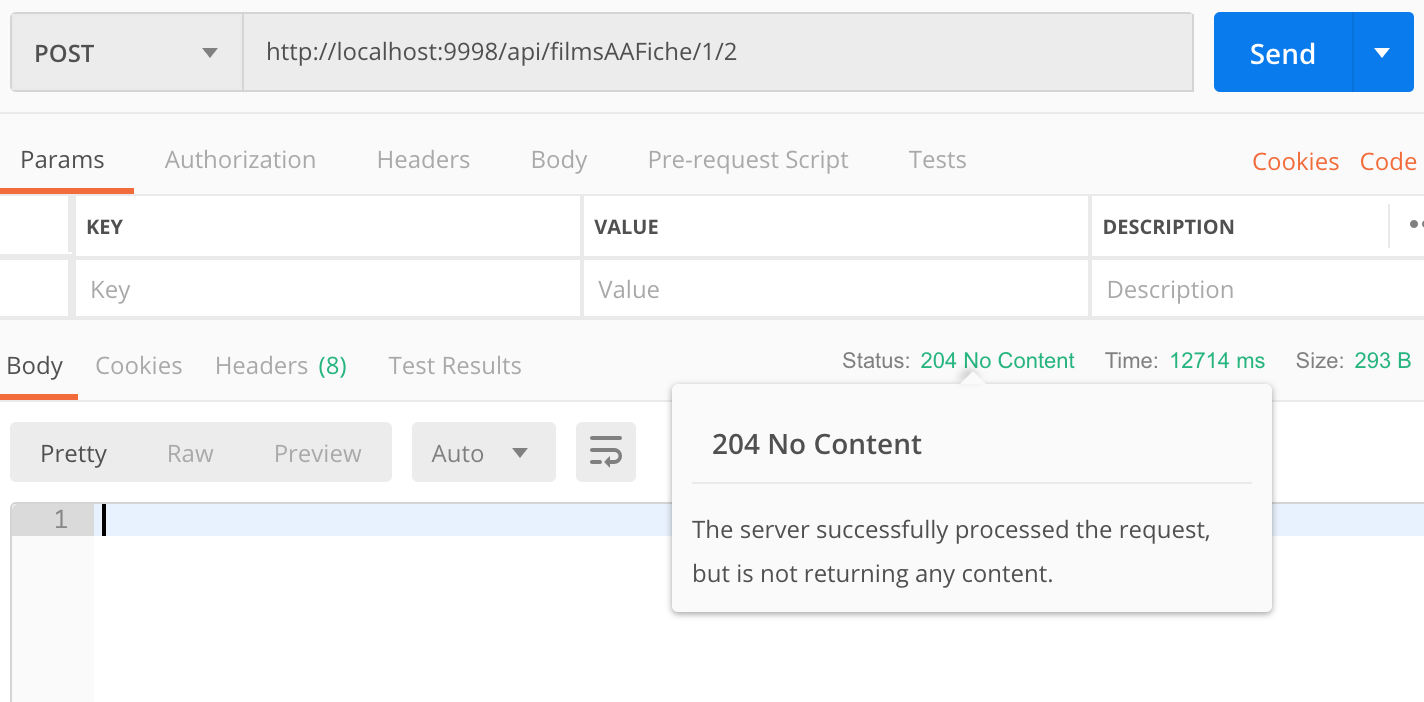 POST http://localhost:9998/api/filmsAAFiche/1/2 Send
Params Authorization Headers Body Pre-request Script Tests Cookies Code
KEY VALUE DESCRIPTION
Key Value Description
Body Cookies Headers (8) Test Results Status: 204 No Content Time: 12714 ms Size: 293 B
Pretty Raw Preview Auto
204 No Content
1
The server successfully processed the request,
but is not returning any content.